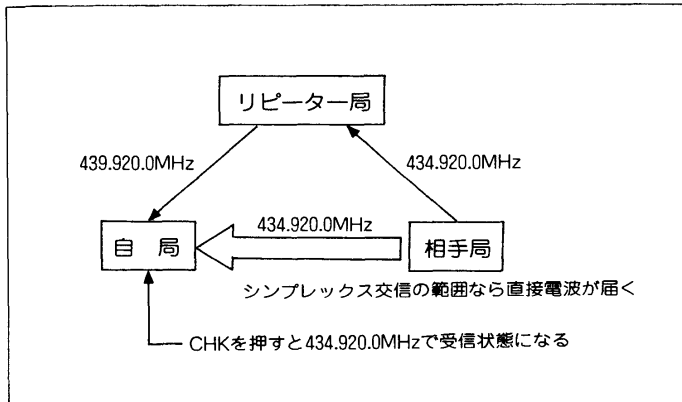 リピーター局
439.920.0MHz
434.920.0MHz
434.920.0MHz
自　局
相手局
シンプレックス交信の範囲なら直接電波が届く
CHKを押すと434.920.0MHzで受信状態になる